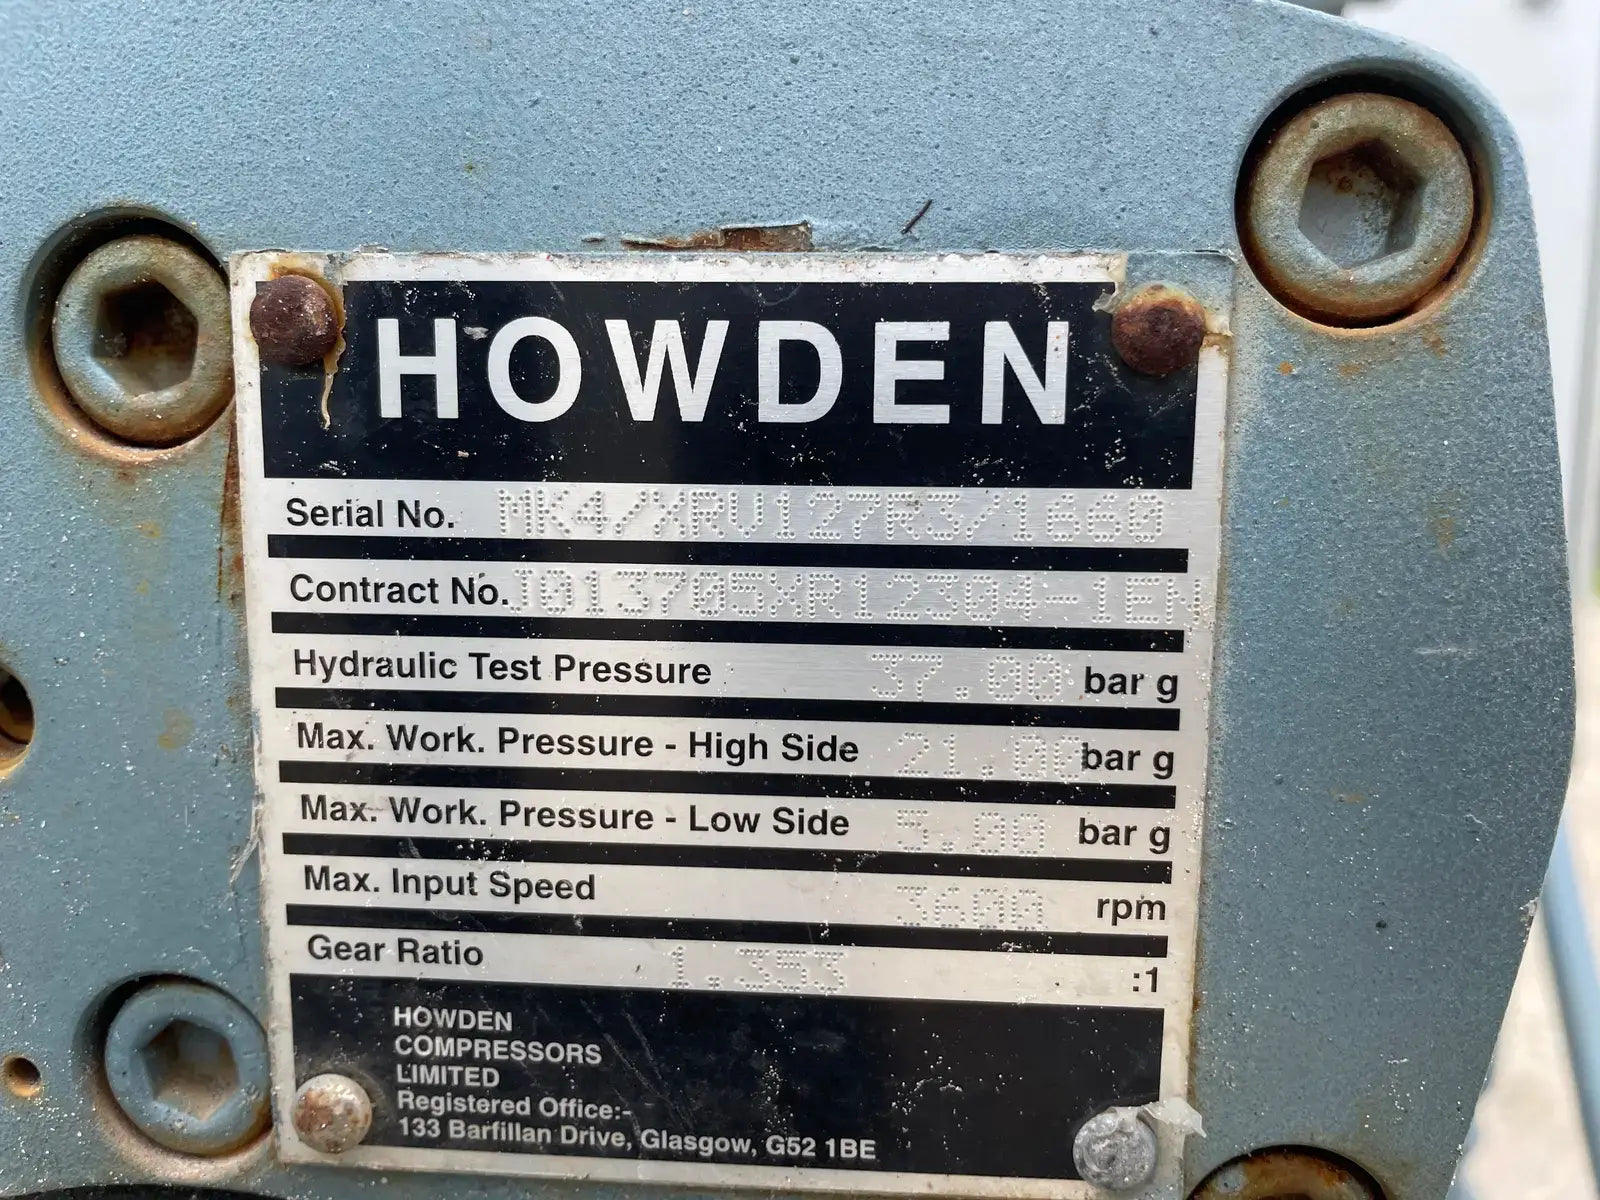 HOWDEN
Serial No. MK4/XRV127R3/1660
Contract No. J013705XR12304-1EN
Hydraulic Test Pressure 37.00 bar g
Max. Work. Pressure - High Side 21.00 bar g
Max. Work. Pressure - Low Side 5.00 bar g
Max. Input Speed 3600 rpm
Gear Ratio 1.353 :1
HOWDEN
COMPRESSORS
LIMITED
Registered Office:-
133 Barfillan Drive, Glasgow, G52 1BE